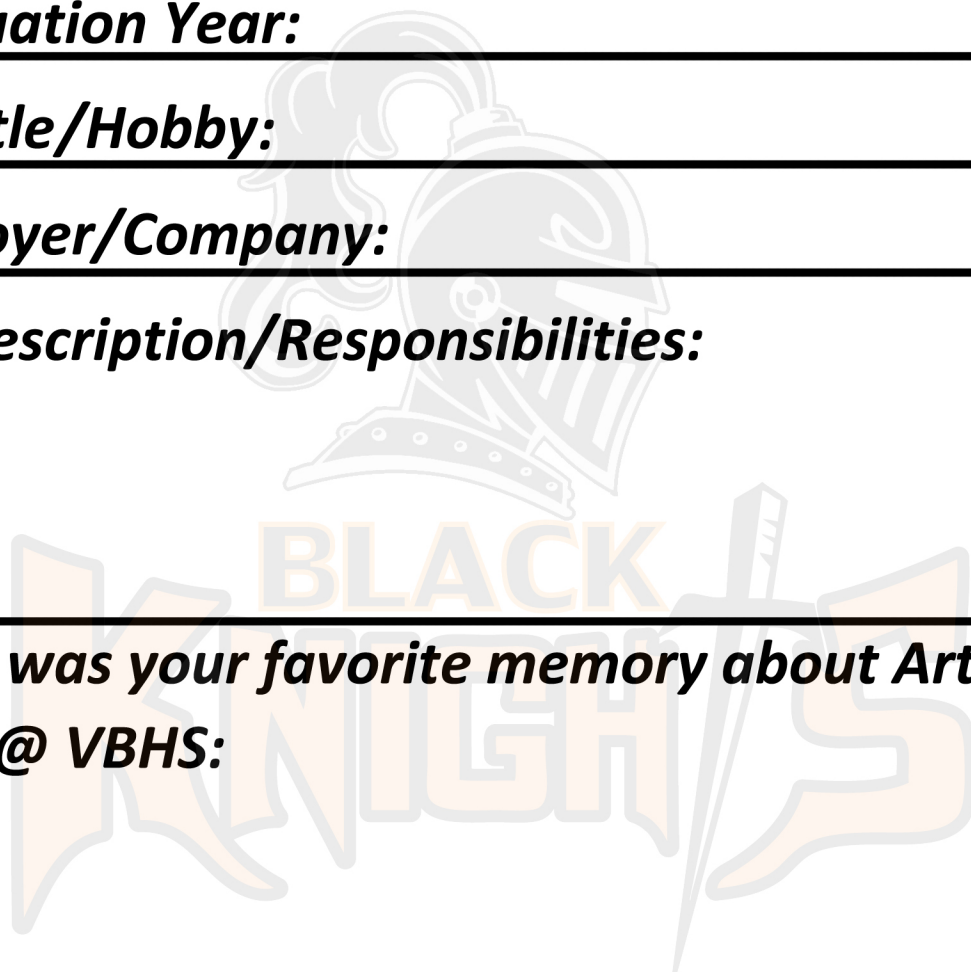 uation Year:
tle/Hobby:
oyer/Company:
escription/Responsibilities:
BLACK
KNIGHTS
was your favorite memory about Art
@ VBHS: